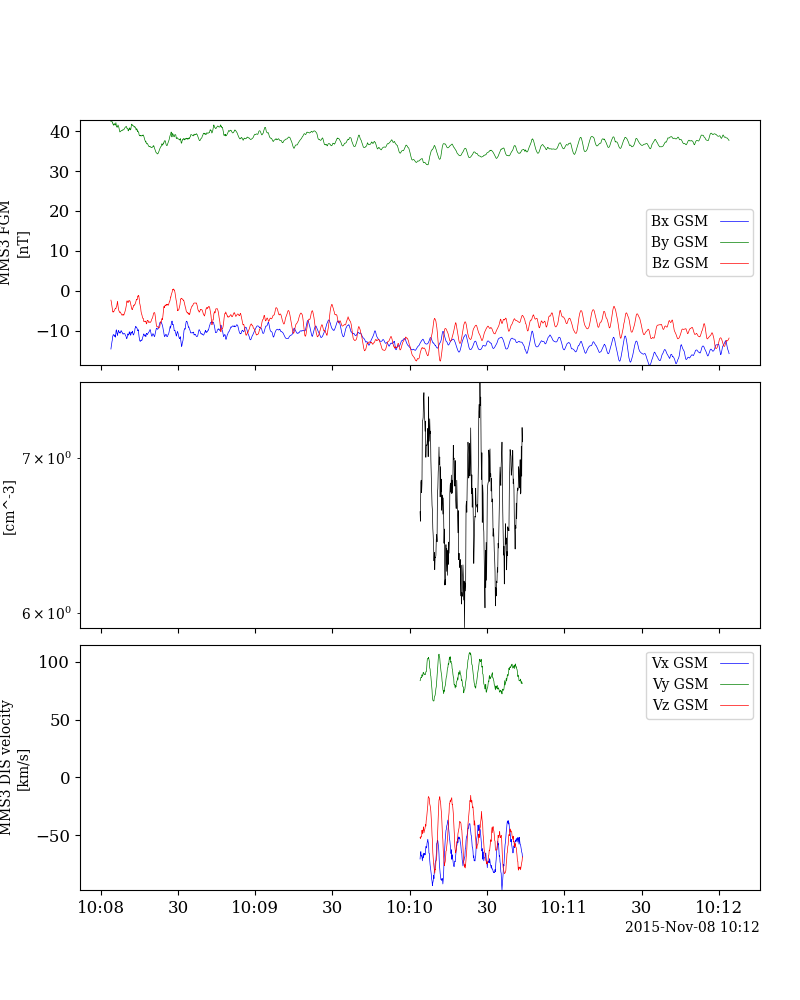 40
30
20
10
0
−10
MMS3 FGM
[nT]
Bx GSM
By GSM
Bz GSM
7 × 10⁰
6 × 10⁰
[cm^-3]
100
50
0
−50
MMS3 DIS velocity
[km/s]
Vx GSM
Vy GSM
Vz GSM
10:08 30 10:09 30 10:10 30 10:11 30 10:12
2015-Nov-08 10:12